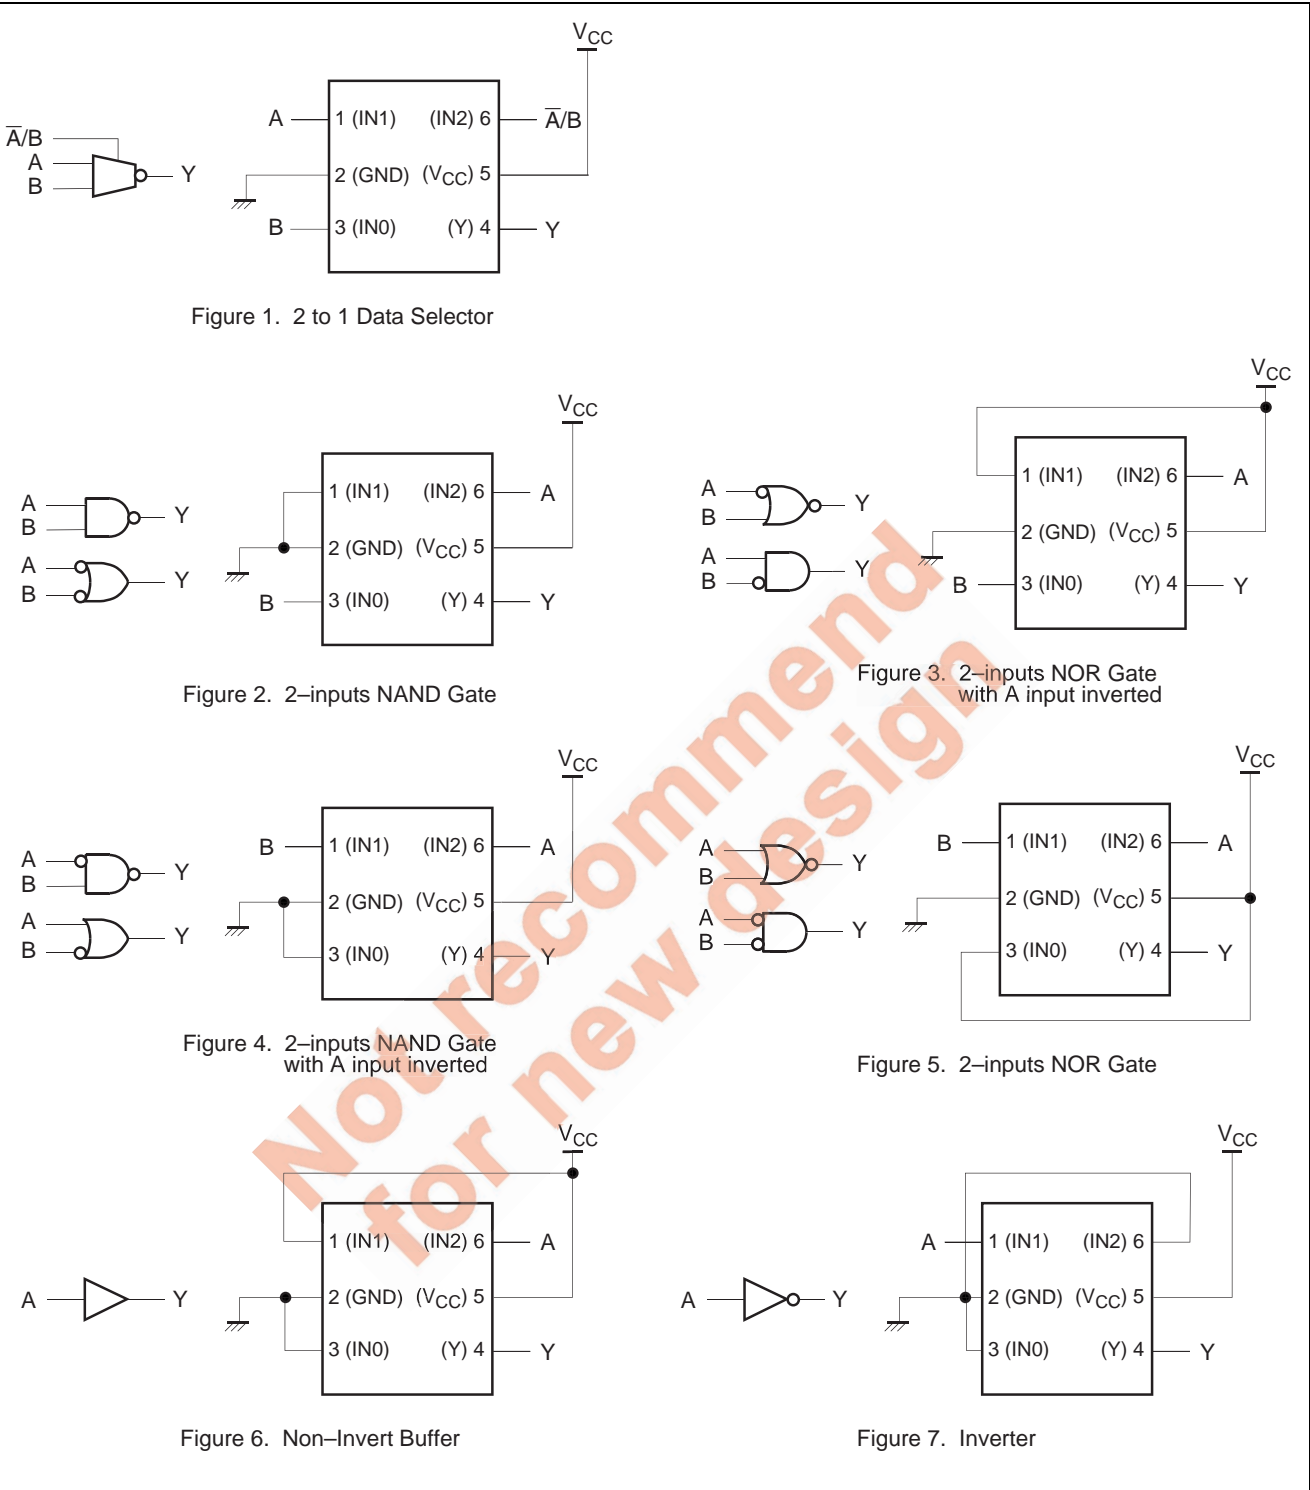 VCC
A 1 (IN1) (IN2) 6 A̅/B
A̅/B
A
B
Y
2 (GND) (VCC) 5
B 3 (IN0) (Y) 4 Y
Figure 1. 2 to 1 Data Selector
VCC
A
B
Y
A
B
Y
1 (IN1) (IN2) 6 A
2 (GND) (VCC) 5
B 3 (IN0) (Y) 4 Y
Figure 2. 2–inputs NAND Gate
VCC
A
B
Y
A
B
Y
1 (IN1) (IN2) 6 A
2 (GND) (VCC) 5
B 3 (IN0) (Y) 4 Y
Figure 3. 2–inputs NOR Gate
with A input inverted
VCC
A
B
Y
A
B
Y
B 1 (IN1) (IN2) 6 A
2 (GND) (VCC) 5
3 (IN0) (Y) 4 Y
Figure 4. 2–inputs NAND Gate
with A input inverted
VCC
A
B
Y
A
B
Y
B 1 (IN1) (IN2) 6 A
2 (GND) (VCC) 5
3 (IN0) (Y) 4 Y
Figure 5. 2–inputs NOR Gate
VCC
A Y
1 (IN1) (IN2) 6 A
2 (GND) (VCC) 5
3 (IN0) (Y) 4 Y
Figure 6. Non–Invert Buffer
VCC
A Y
A 1 (IN1) (IN2) 6
2 (GND) (VCC) 5
3 (IN0) (Y) 4 Y
Figure 7. Inverter
Not recommend
for new design